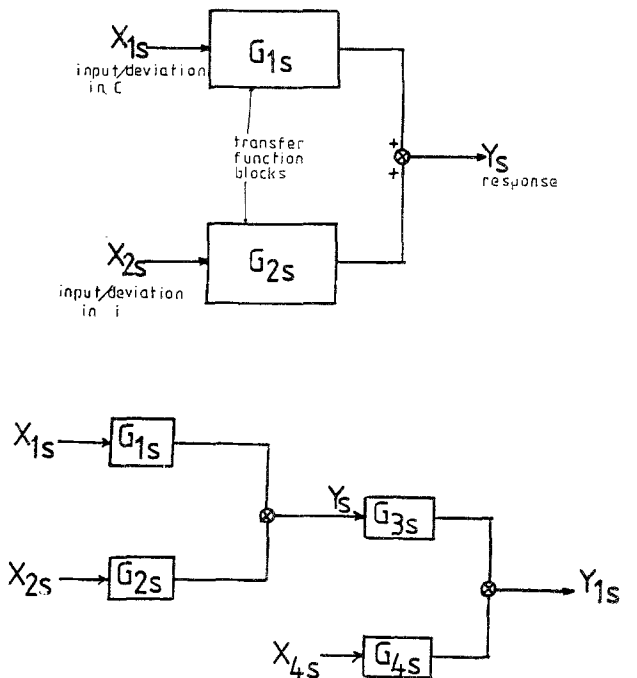 X1s
input/deviation
in C
G1s
transfer
function
blocks
+
+
Ys
response
X2s
input/deviation
in i
G2s
X1s
G1s
Ys
G3s
X2s
G2s
Y1s
X4s
G4s